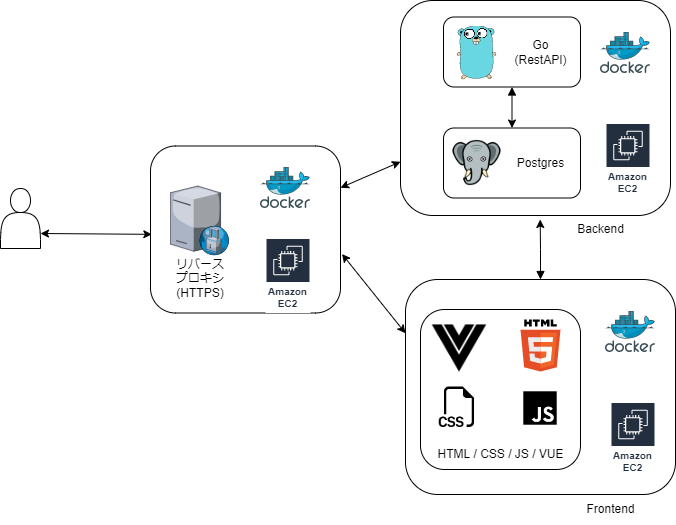 Go
(RestAPI)
docker
Postgres
Amazon
EC2
Backend
docker
リバース
プロキシ
(HTTPS)
Amazon
EC2
HTML
5
docker
CSS
JS
HTML / CSS / JS / VUE
Amazon
EC2
Frontend